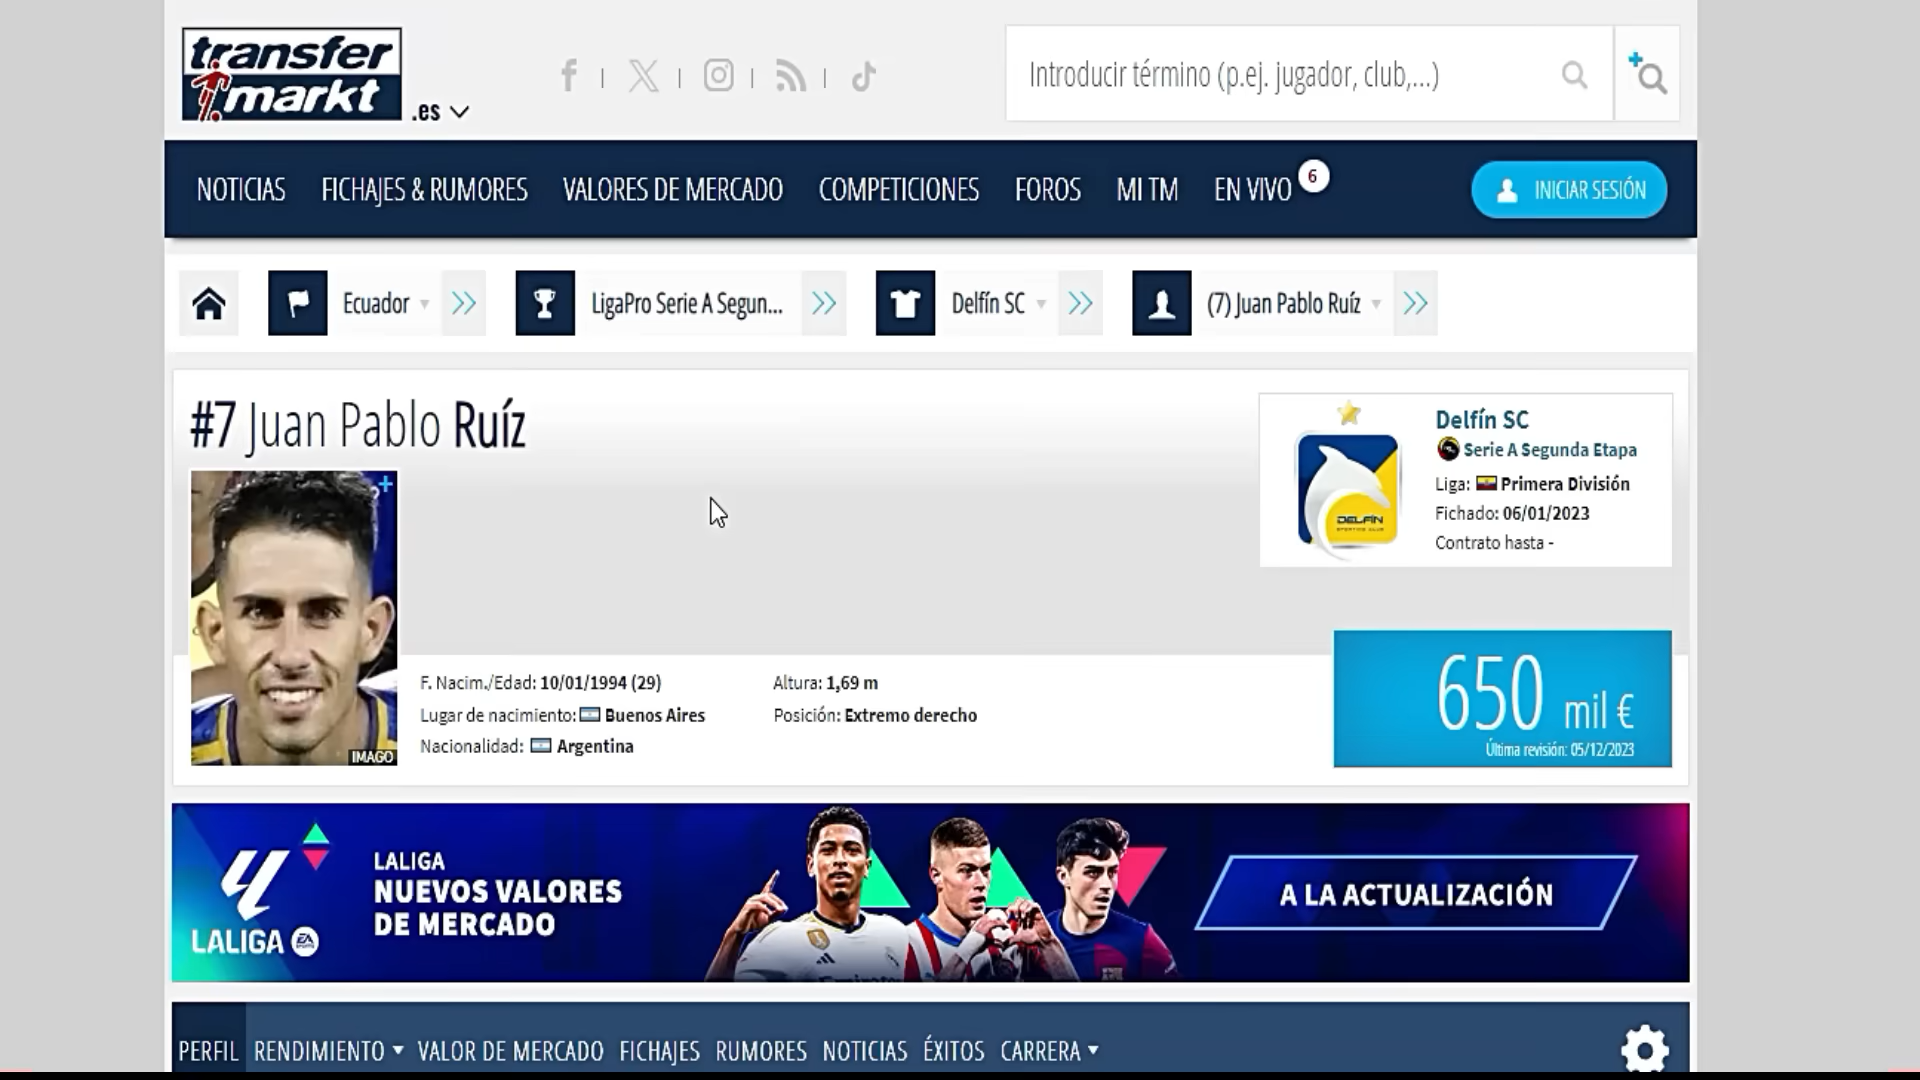 transfer
markt
.es
Introducir término (p.ej. jugador, club,...)
NOTICIAS FICHAJES & RUMORES VALORES DE MERCADO COMPETICIONES FOROS MI TM EN VIVO 6 INICIAR SESIÓN
Ecuador LigaPro Serie A Segun... Delfín SC (7) Juan Pablo Ruíz
#7 Juan Pablo Ruíz
Delfín SC
Serie A Segunda Etapa
Liga: Primera División
Fichado: 06/01/2023
Contrato hasta -
DELFÍN
IMAGO
F. Nacim./Edad: 10/01/1994 (29)
Lugar de nacimiento: Buenos Aires
Nacionalidad: Argentina
Altura: 1,69 m
Posición: Extremo derecho
650 mil €
Última revisión: 05/12/2023
LALIGA
NUEVOS VALORES
DE MERCADO
LALIGA
A LA ACTUALIZACIÓN
PERFIL RENDIMIENTO VALOR DE MERCADO FICHAJES RUMORES NOTICIAS ÉXITOS CARRERA